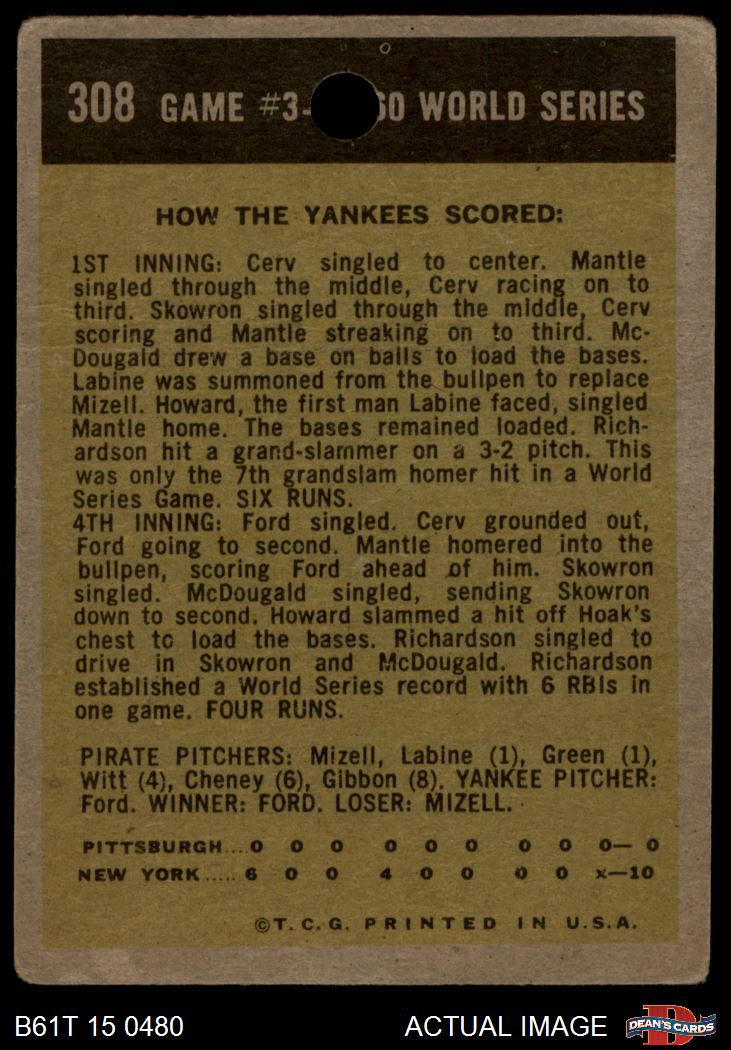 308 GAME #3- 60 WORLD SERIES
HOW THE YANKEES SCORED:
1ST INNING: Cerv singled to center. Mantle
singled through the middle, Cerv racing on to
third. Skowron singled through the middle, Cerv
scoring and Mantle streaking on to third. Mc-
Dougald drew a base on balls to load the bases.
Labine was summoned from the bullpen to replace
Mizell. Howard, the first man Labine faced, singled
Mantle home. The bases remained loaded. Rich-
ardson hit a grand-slammer on a 3-2 pitch. This
was only the 7th grandslam homer hit in a World
Series Game. SIX RUNS.
4TH INNING: Ford singled. Cerv grounded out,
Ford going to second. Mantle homered into the
bullpen, scoring Ford ahead of him. Skowron
singled. McDougald singled, sending Skowron
down to second. Howard slammed a hit off Hoak's
chest to load the bases. Richardson singled to
drive in Skowron and McDougald. Richardson
established a World Series record with 6 RBIs in
one game. FOUR RUNS.
PIRATE PITCHERS: Mizell, Labine (1), Green (1),
Witt (4), Cheney (6), Gibbon (8). YANKEE PITCHER:
Ford. WINNER: FORD. LOSER: MIZELL.
PITTSBURGH... 0 0 0 0 0 0 0 0 0— 0
NEW YORK..... 6 0 0 4 0 0 0 0 x—10
©T.C.G. PRINTED IN U.S.A.
B61T 15 0480 ACTUAL IMAGE D DEAN'S CARDS